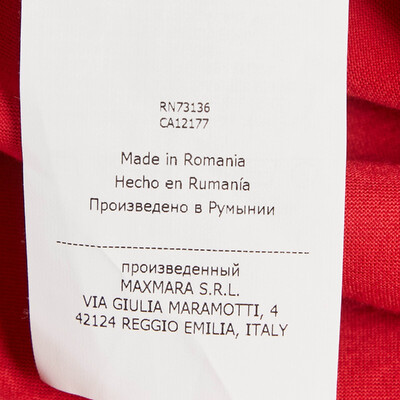 RN73136
CA12177
Made in Romania
Hecho en Rumanía
Произведено в Румынии
произведенный
MAXMARA S.R.L.
VIA GIULIA MARAMOTTI, 4
42124 REGGIO EMILIA, ITALY